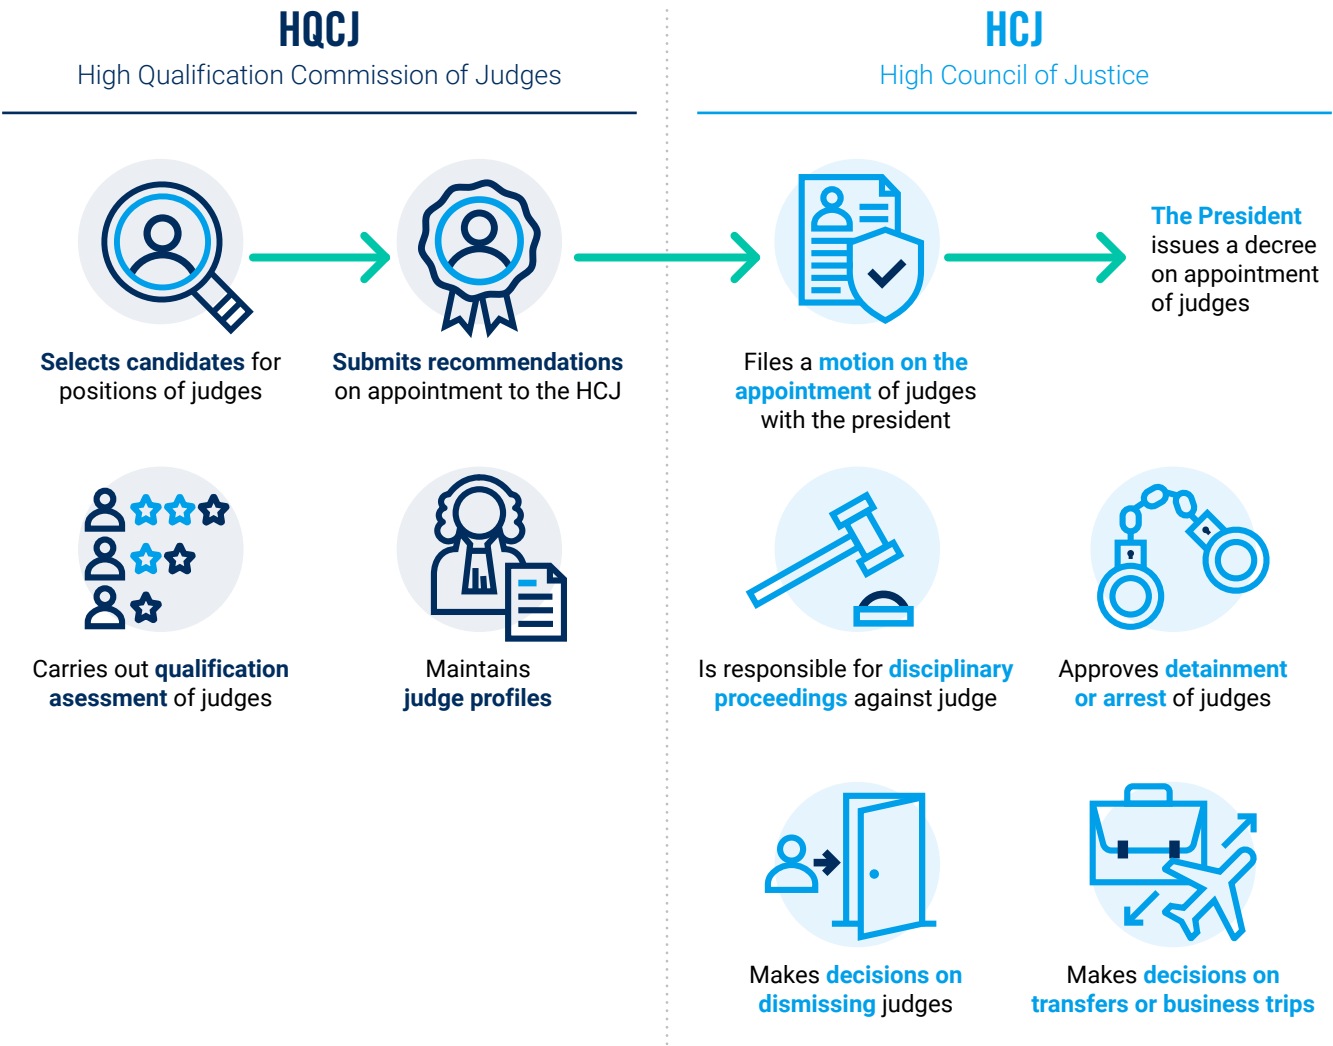 HQCJ
High Qualification Commission of Judges
Selects candidates for
positions of judges
Submits recommendations
on appointment to the HCJ
Carries out qualification
asessment of judges
Maintains
judge profiles
HCJ
High Council of Justice
Files a motion on the
appointment of judges
with the president
The President
issues a decree
on appointment
of judges
Is responsible for disciplinary
proceedings against judge
Approves detainment
or arrest of judges
Makes decisions on
dismissing judges
Makes decisions on
transfers or business trips